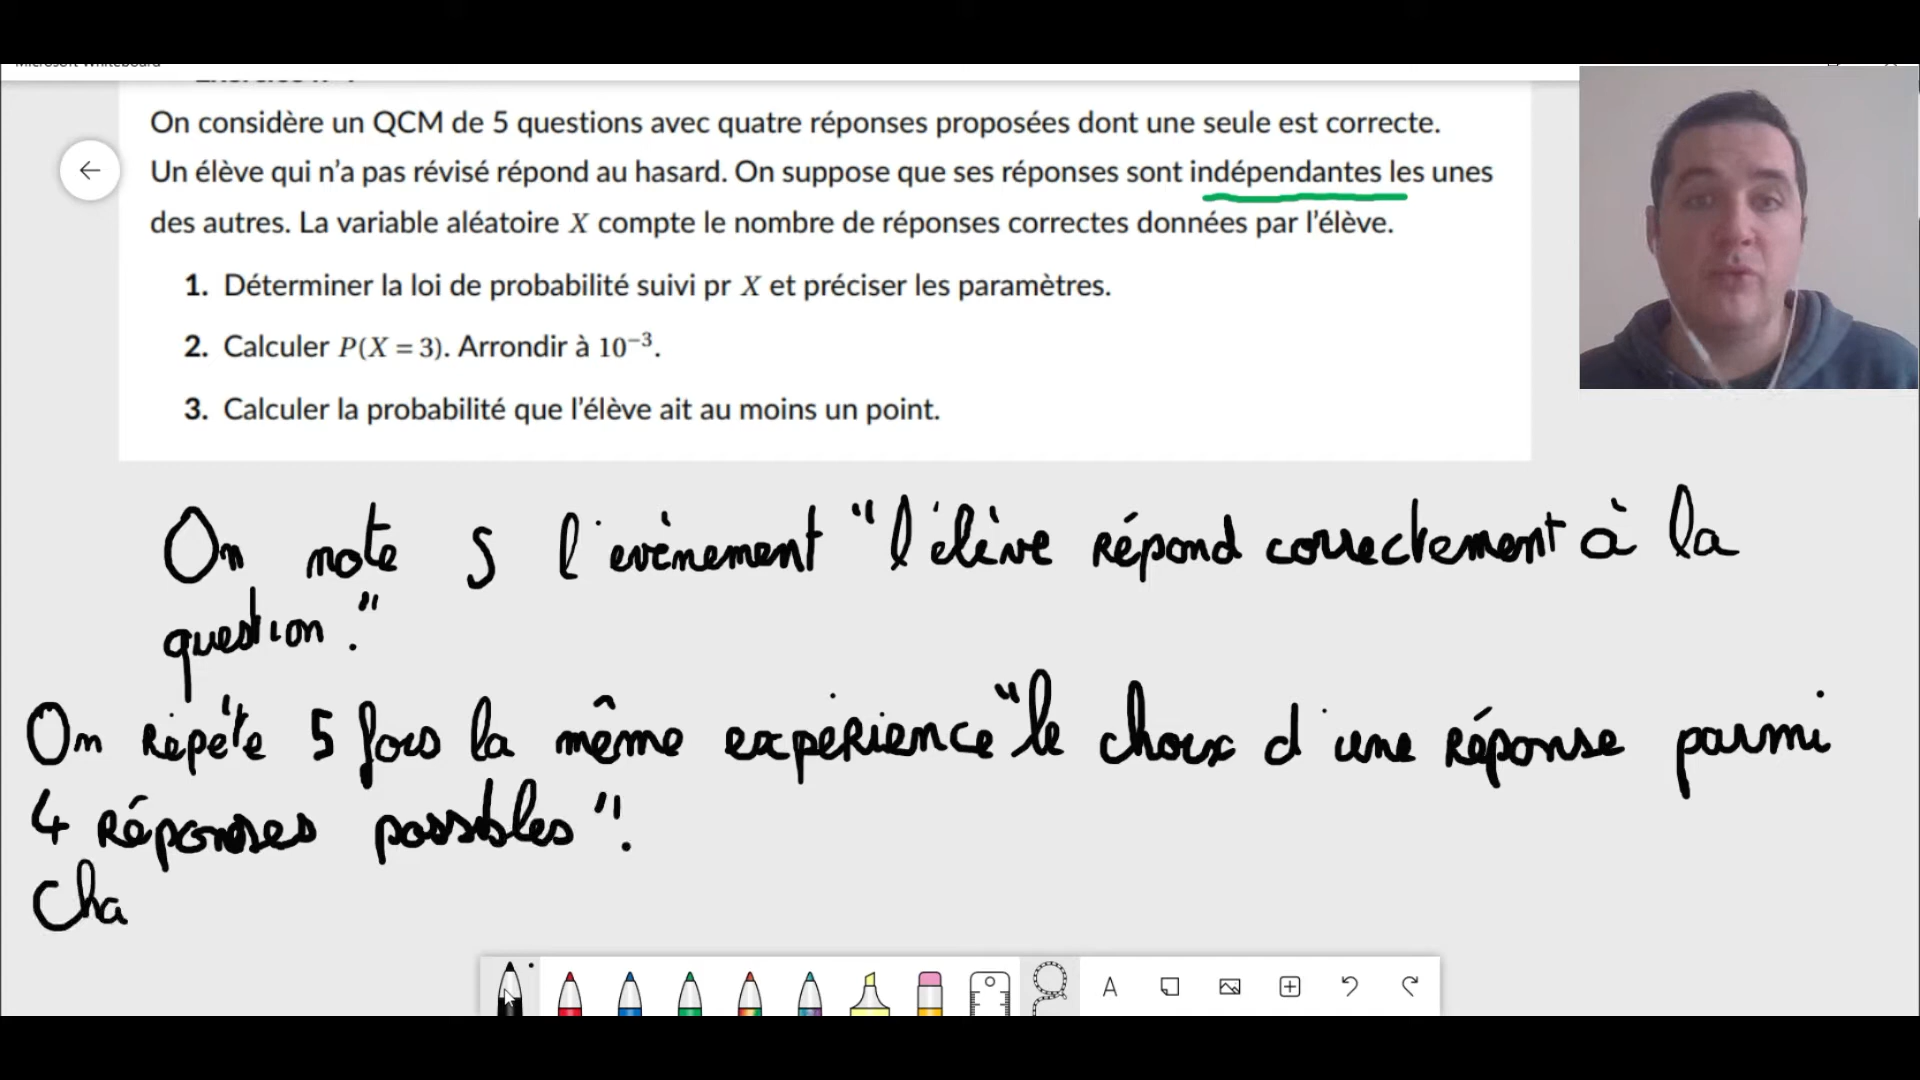 On considère un QCM de 5 questions avec quatre réponses proposées dont une seule est correcte.
Un élève qui n'a pas révisé répond au hasard. On suppose que ses réponses sont indépendantes les unes
des autres. La variable aléatoire X compte le nombre de réponses correctes données par l'élève.
1. Déterminer la loi de probabilité suivi pr X et préciser les paramètres.
2. Calculer P(X = 3). Arrondir à 10⁻³.
3. Calculer la probabilité que l'élève ait au moins un point.
On note S l'evènement "l'élève répond correctement à la
question."
On répète 5 fois la même expérience "le choix d'une réponse parmi
4 réponses possibles".
Cha
A